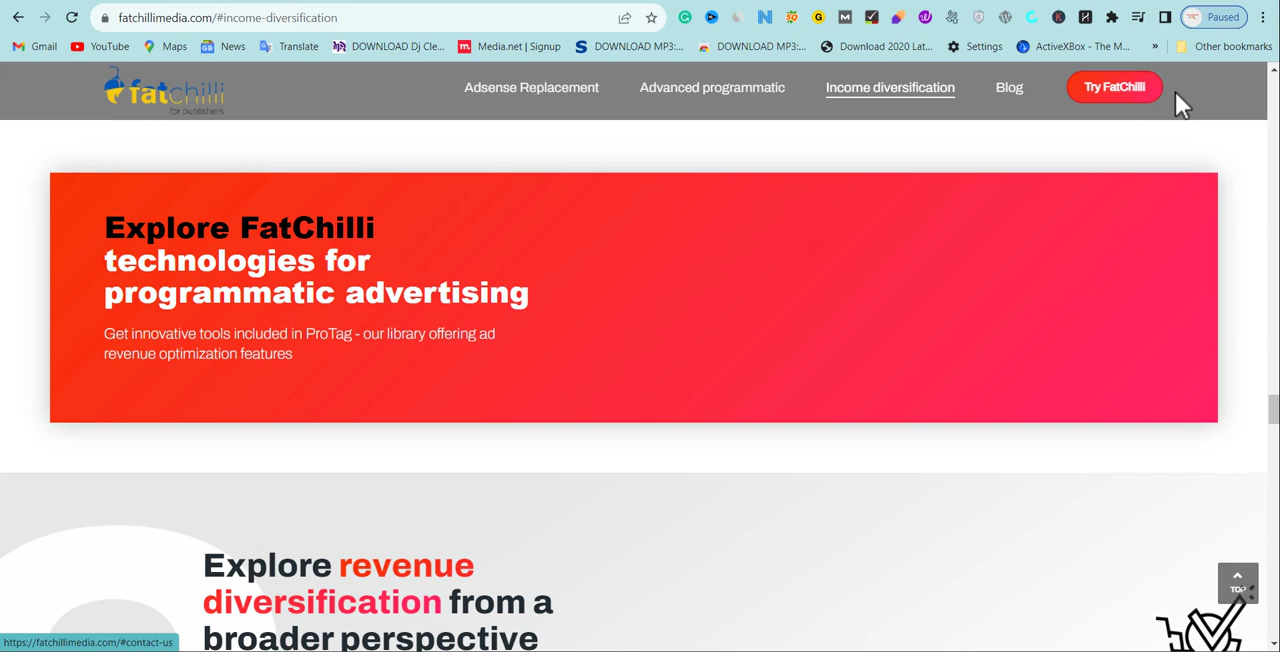 fatchillimedia.com/#income-diversification
Paused
Gmail
YouTube
Maps
News
Translate
DOWNLOAD Dj Cle...
Media.net | Signup
DOWNLOAD MP3:...
DOWNLOAD MP3:...
Download 2020 Lat...
Settings
ActiveXBox - The M...
»
Other bookmarks
fatchilli
for publishers
Adsense Replacement
Advanced programmatic
Income diversification
Blog
Try FatChilli
Explore FatChilli
technologies for
programmatic advertising
Get innovative tools included in ProTag - our library offering ad
revenue optimization features
Explore revenue
diversification from a
broader perspective
TOP
https://fatchillimedia.com/#contact-us